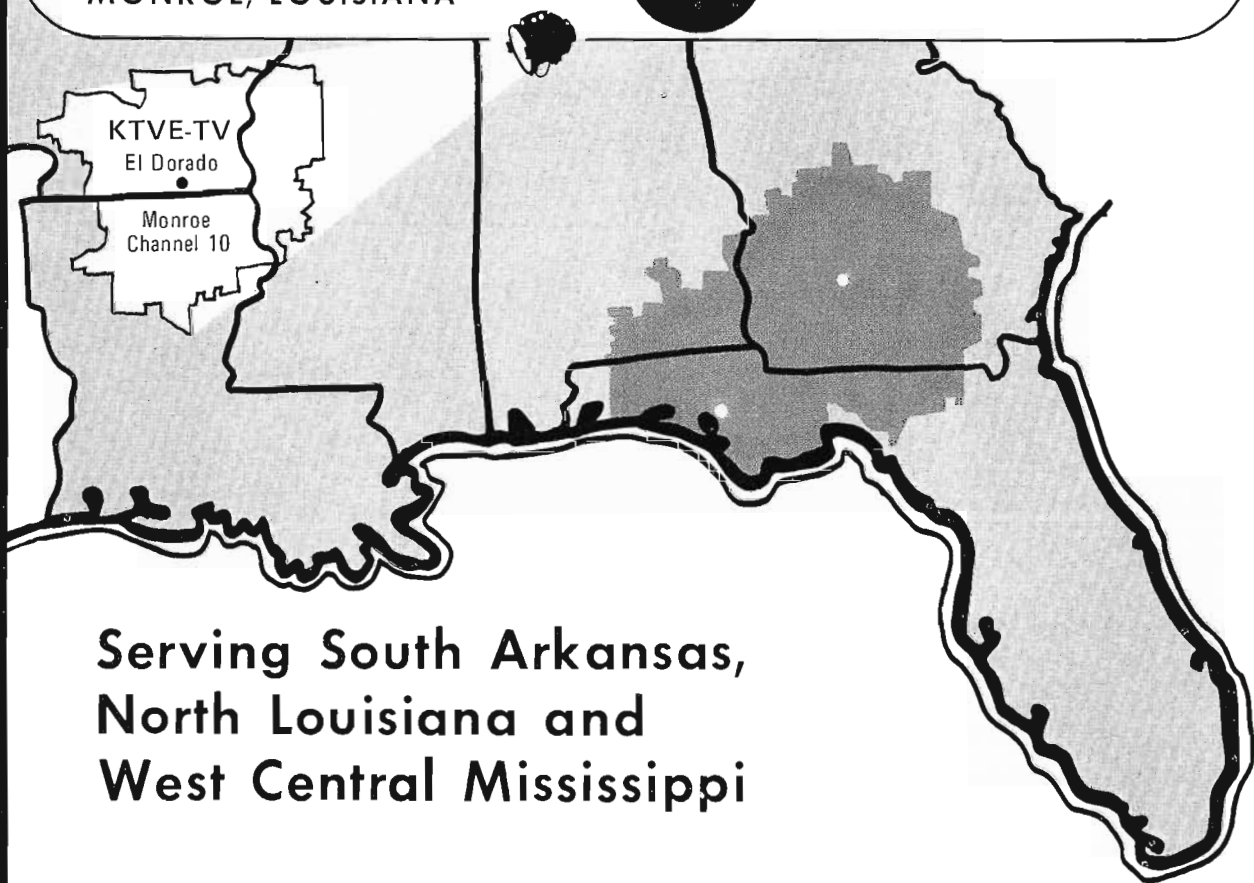 MONROE, LOUISIANA
KTVE-TV
El Dorado
Monroe
Channel 10
Serving South Arkansas,
North Louisiana and
West Central Mississippi